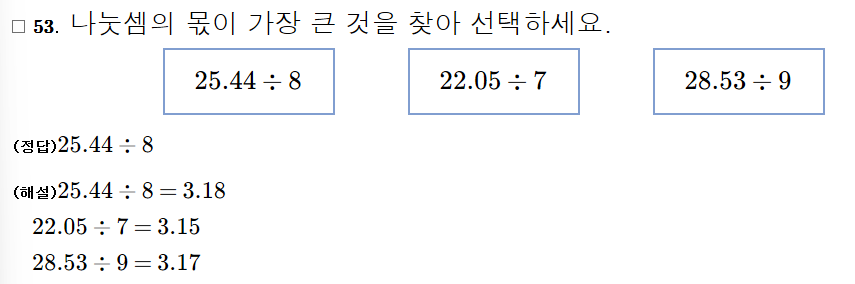 □ 53. 나눗셈의 몫이 가장 큰 것을 찾아 선택하세요.
25.44 ÷ 8 22.05 ÷ 7 28.53 ÷ 9
(정답)25.44 ÷ 8
(해설)25.44 ÷ 8 = 3.18
22.05 ÷ 7 = 3.15
28.53 ÷ 9 = 3.17